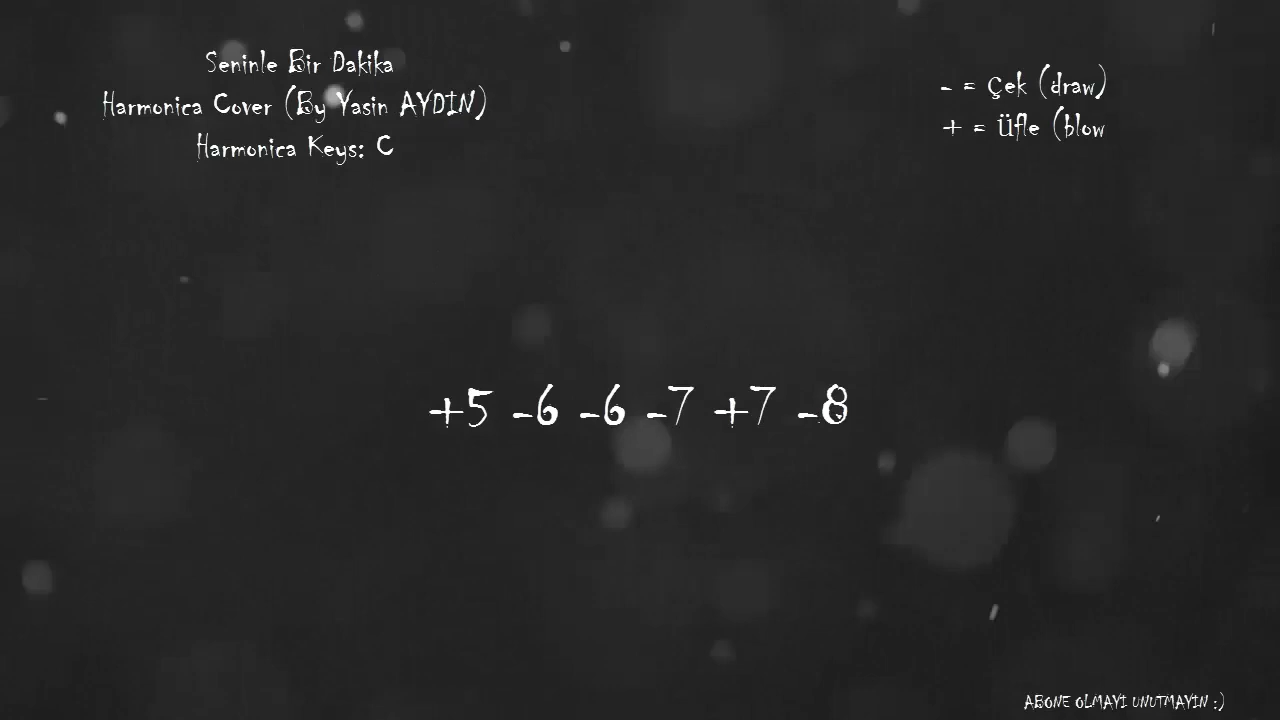 Seninle Bir Dakika
Harmonica Cover (By Yasin AYDIN)
Harmonica Keys: C
- = Çek (draw)
+ = Üfle (blow
+5 -6 -6 -7 +7 -8
ABONE OLMAYI UNUTMAYIN :)